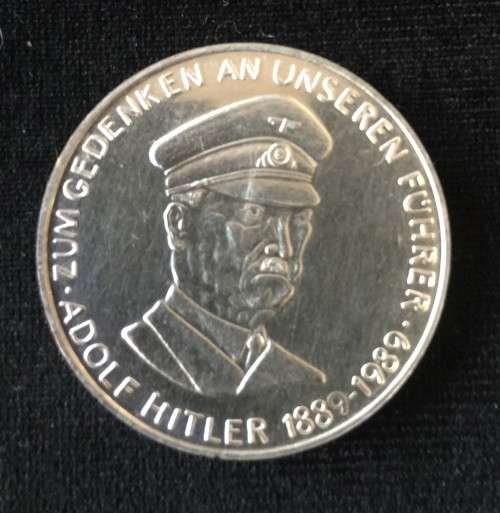 · ZUM GEDENKEN AN UNSEREN FÜHRER ·
ADOLF HITLER 1889-1989